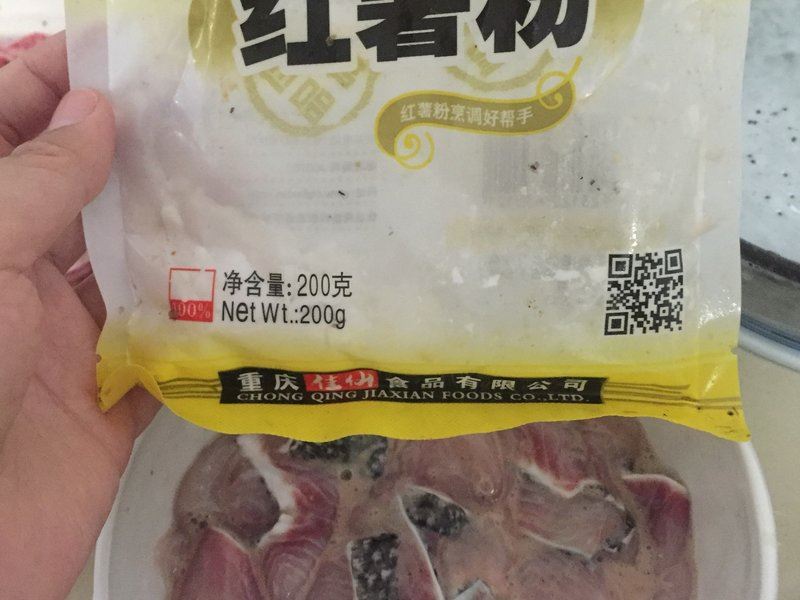 红薯粉
红薯粉烹调好帮手
净含量:200克
Net Wt.:200g
100%
重庆佳仙食品有限公司
CHONG QING JIAXIAN FOODS CO.,LTD.